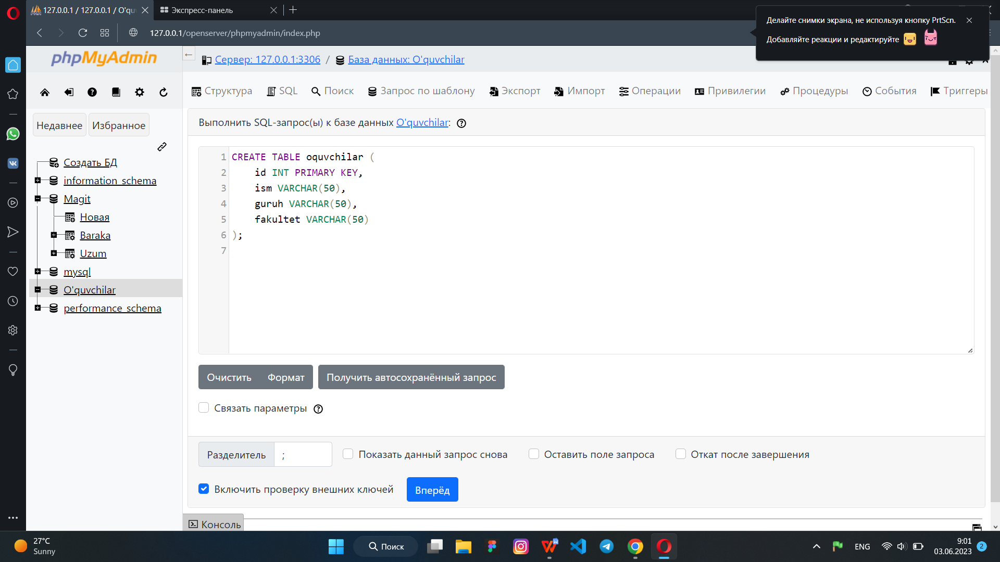 127.0.0.1 / 127.0.0.1 / O'qu
Экспресс-панель
127.0.0.1/openserver/phpmyadmin/index.php
Делайте снимки экрана, не используя кнопку PrtScn.
Добавляйте реакции и редактируйте
phpMyAdmin
Сервер: 127.0.0.1:3306 / База данных: O'quvchilar
Структура SQL Поиск Запрос по шаблону Экспорт Импорт Операции Привилегии Процедуры События Триггеры
Недавнее Избранное
Создать БД
information_schema
Magit
Новая
Baraka
Uzum
mysql
O'quvchilar
performance_schema
Выполнить SQL-запрос(ы) к базе данных O'quvchilar:
1 CREATE TABLE oquvchilar (
2 id INT PRIMARY KEY,
3 ism VARCHAR(50),
4 guruh VARCHAR(50),
5 fakultet VARCHAR(50)
6 );
7
Очистить Формат Получить автосохранённый запрос
Связать параметры
Разделитель ; Показать данный запрос снова Оставить поле запроса Откат после завершения
Включить проверку внешних ключей Вперёд
Консоль
27°C
Sunny
Поиск
ENG
9:01
03.06.2023
2